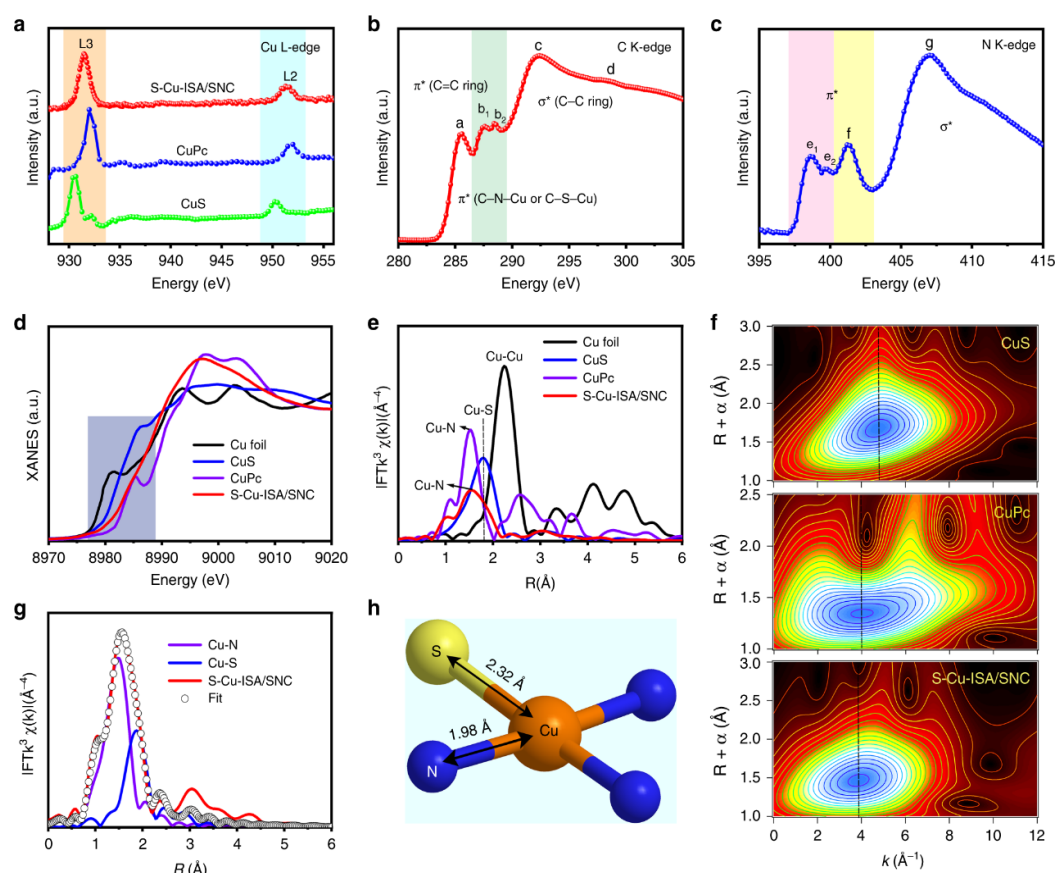 a
L3
Cu L-edge
L2
S-Cu-ISA/SNC
CuPc
CuS
Intensity (a.u.)
930 935 940 945 950 955
Energy (eV)
b
C K-edge
c
d
π* (C=C ring)
b1 b2
σ* (C–C ring)
a
π* (C–N–Cu or C–S–Cu)
Intensity (a.u.)
280 285 290 295 300 305
Energy (eV)
c
N K-edge
g
π*
f
e1
e2
σ*
Intensity (a.u.)
395 400 405 410 415
Energy (eV)
d
Cu foil
CuS
CuPc
S-Cu-ISA/SNC
XANES (a.u.)
8970 8980 8990 9000 9010 9020
Energy (eV)
e
Cu foil
CuS
CuPc
S-Cu-ISA/SNC
Cu-Cu
Cu-S
Cu-N
Cu-N
IFTk³ χ(k)I(Å–4)
0 1 2 3 4 5 6
R(Å)
f
CuS
3.0
2.5
2.0
1.5
1.0
R + α (Å)
CuPc
2.5
2.0
1.5
1.0
R + α (Å)
S-Cu-ISA/SNC
3.0
2.5
2.0
1.5
1.0
R + α (Å)
0 2 4 6 8 10 12
k (Å–1)
g
Cu-N
Cu-S
S-Cu-ISA/SNC
Fit
IFTk³ χ(k)I(Å–4)
0 1 2 3 4 5 6
R(Å)
h
S
2.32 Å
Cu
1.98 Å
N